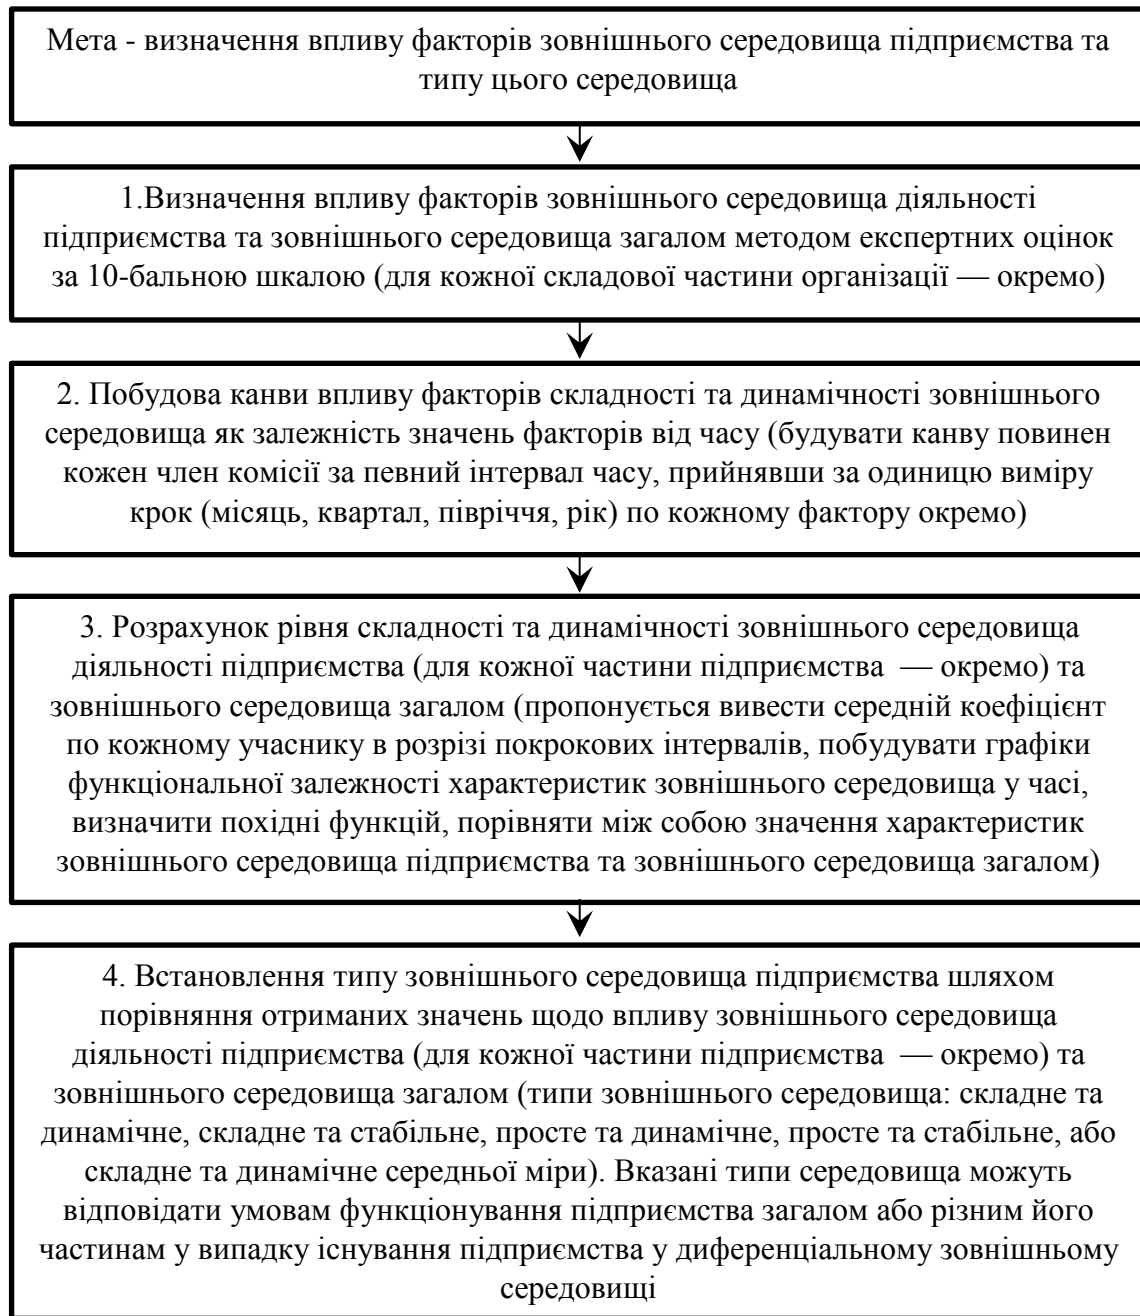 Мета - визначення впливу факторів зовнішнього середовища підприємства та
типу цього середовища
1.Визначення впливу факторів зовнішнього середовища діяльності
підприємства та зовнішнього середовища загалом методом експертних оцінок
за 10-бальною шкалою (для кожної складової частини організації — окремо)
2. Побудова канви впливу факторів складності та динамічності зовнішнього
середовища як залежність значень факторів від часу (будувати канву повинен
кожен член комісії за певний інтервал часу, прийнявши за одиницю виміру
крок (місяць, квартал, півріччя, рік) по кожному фактору окремо)
3. Розрахунок рівня складності та динамічності зовнішнього середовища
діяльності підприємства (для кожної частини підприємства — окремо) та
зовнішнього середовища загалом (пропонується вивести середній коефіцієнт
по кожному учаснику в розрізі покрокових інтервалів, побудувати графіки
функціональної залежності характеристик зовнішнього середовища у часі,
визначити похідні функцій, порівняти між собою значення характеристик
зовнішнього середовища підприємства та зовнішнього середовища загалом)
4. Встановлення типу зовнішнього середовища підприємства шляхом
порівняння отриманих значень щодо впливу зовнішнього середовища
діяльності підприємства (для кожної частини підприємства — окремо) та
зовнішнього середовища загалом (типи зовнішнього середовища: складне та
динамічне, складне та стабільне, просте та динамічне, просте та стабільне, або
складне та динамічне середньої міри). Вказані типи середовища можуть
відповідати умовам функціонування підприємства загалом або різним його
частинам у випадку існування підприємства у диференціальному зовнішньому
середовищі